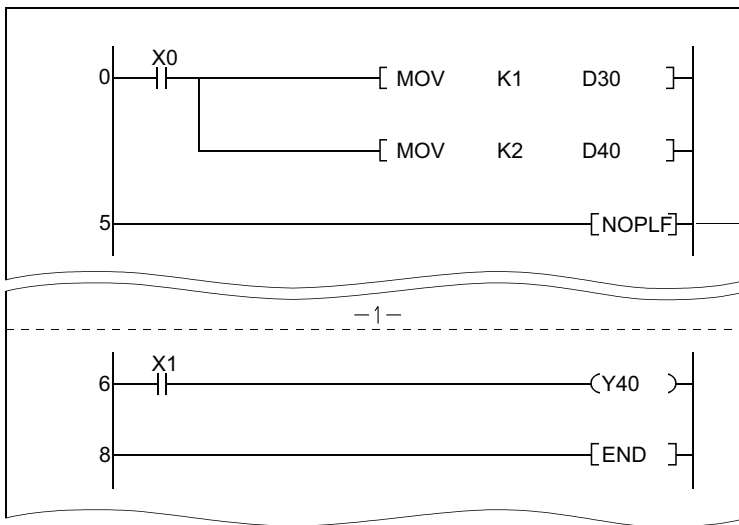 X0
0 MOV K1 D30
MOV K2 D40
5 NOPLF
—1—
X1
6 Y40
8 END